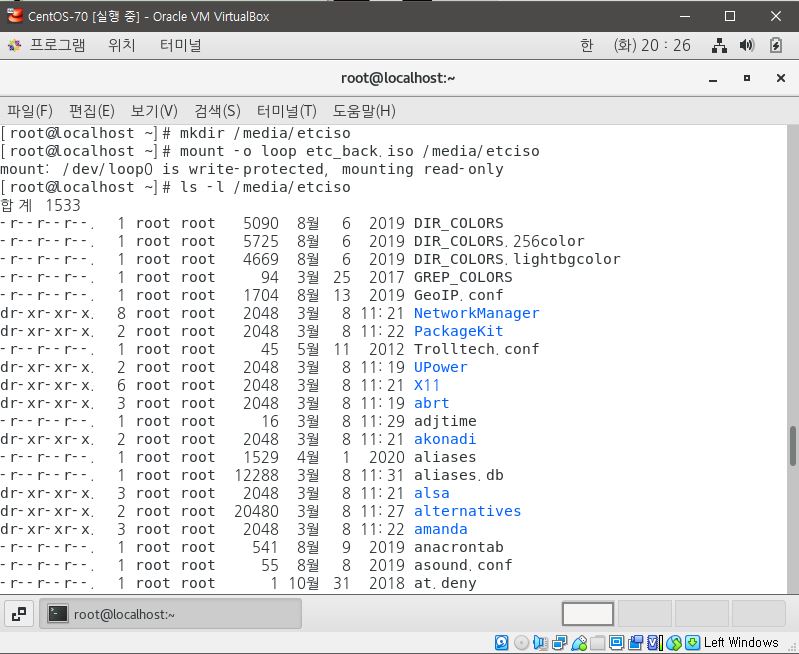 CentOS-70 [실행 중] - Oracle VM VirtualBox
프로그램 위치 터미널 한 (화) 20 : 26
root@localhost:~
파일(F) 편집(E) 보기(V) 검색(S) 터미널(T) 도움말(H)
[root@localhost ~]# mkdir /media/etciso
[root@localhost ~]# mount -o loop etc_back.iso /media/etciso
mount: /dev/loop0 is write-protected, mounting read-only
[root@localhost ~]# ls -l /media/etciso
합계 1533
-r--r--r--. 1 root root 5090 8월 6 2019 DIR_COLORS
-r--r--r--. 1 root root 5725 8월 6 2019 DIR_COLORS.256color
-r--r--r--. 1 root root 4669 8월 6 2019 DIR_COLORS.lightbgcolor
-r--r--r--. 1 root root 94 3월 25 2017 GREP_COLORS
-r--r--r--. 1 root root 1704 8월 13 2019 GeoIP.conf
dr-xr-xr-x. 8 root root 2048 3월 8 11:21 NetworkManager
dr-xr-xr-x. 2 root root 2048 3월 8 11:22 PackageKit
-r--r--r--. 1 root root 45 5월 11 2012 Trolltech.conf
dr-xr-xr-x. 2 root root 2048 3월 8 11:19 UPower
dr-xr-xr-x. 6 root root 2048 3월 8 11:21 X11
dr-xr-xr-x. 3 root root 2048 3월 8 11:19 abrt
-r--r--r--. 1 root root 16 3월 8 11:29 adjtime
dr-xr-xr-x. 2 root root 2048 3월 8 11:21 akonadi
-r--r--r--. 1 root root 1529 4월 1 2020 aliases
-r--r--r--. 1 root root 12288 3월 8 11:31 aliases.db
dr-xr-xr-x. 3 root root 2048 3월 8 11:21 alsa
dr-xr-xr-x. 2 root root 20480 3월 8 11:27 alternatives
dr-xr-xr-x. 3 root root 2048 3월 8 11:22 amanda
-r--r--r--. 1 root root 541 8월 9 2019 anacrontab
-r--r--r--. 1 root root 55 8월 8 2019 asound.conf
-r--r--r--. 1 root root 1 10월 31 2018 at.deny
root@localhost:~
Left Windows